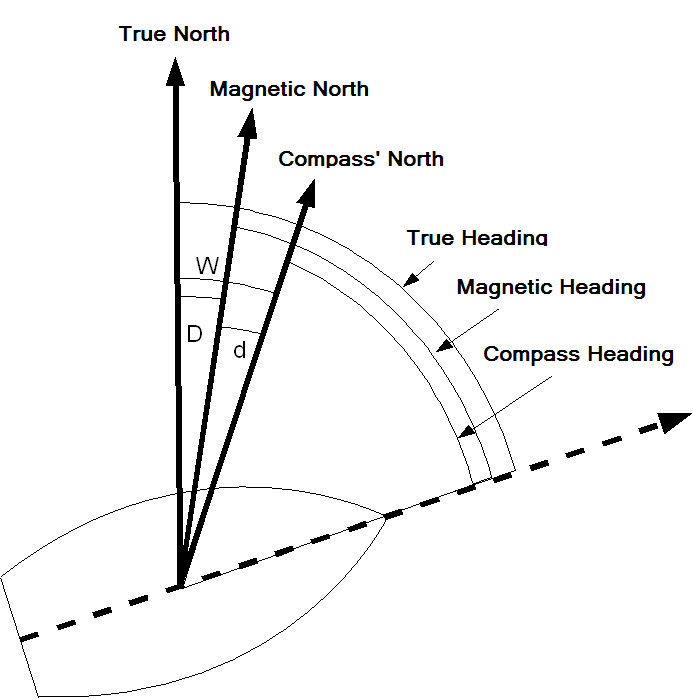 True North
Magnetic North
Compass' North
True Heading
W
Magnetic Heading
D
d
Compass Heading